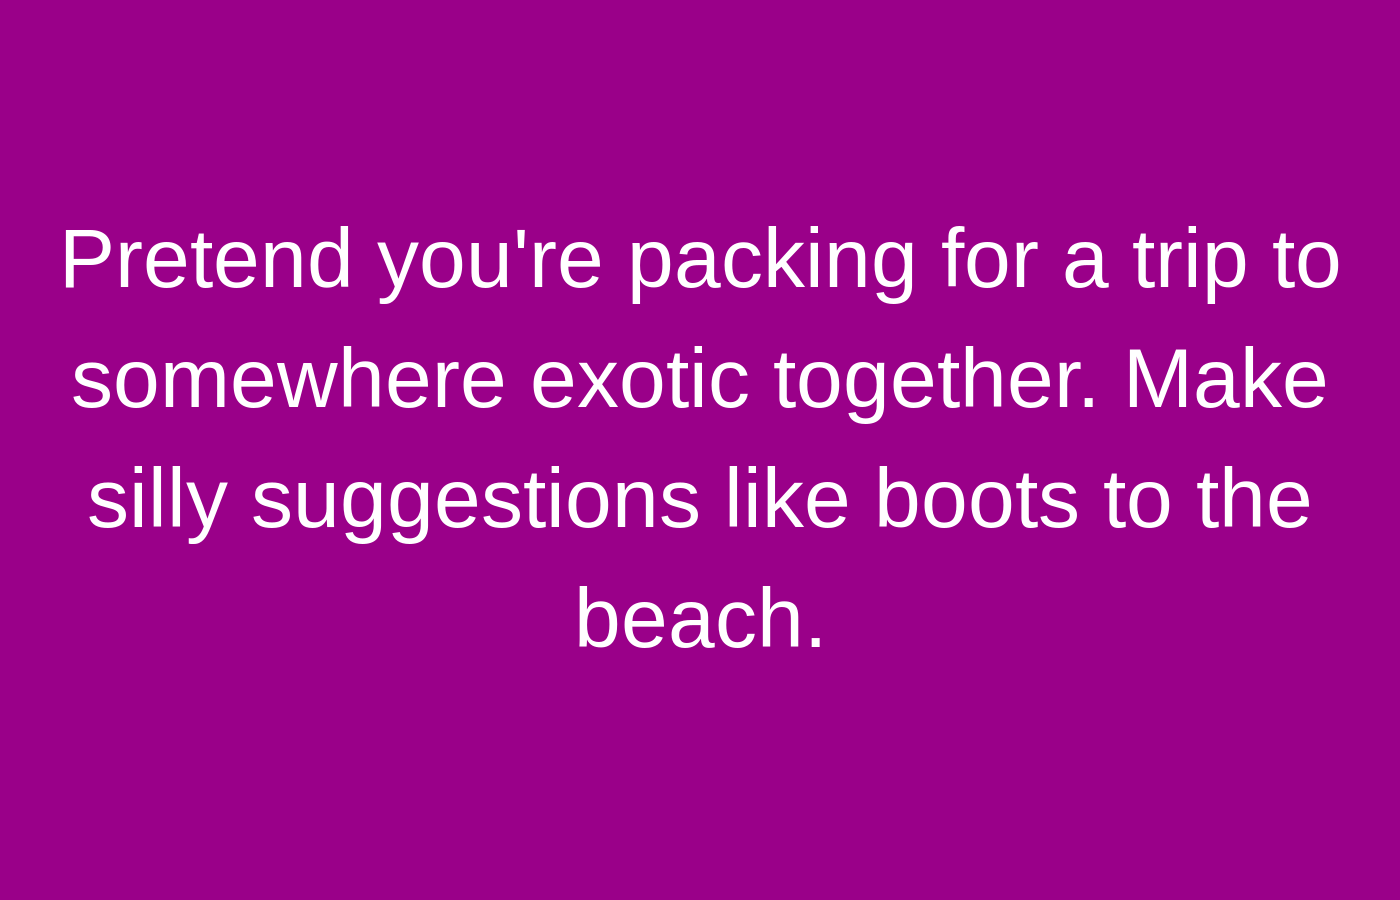 Pretend you're packing for a trip to
somewhere exotic together. Make
silly suggestions like boots to the
beach.